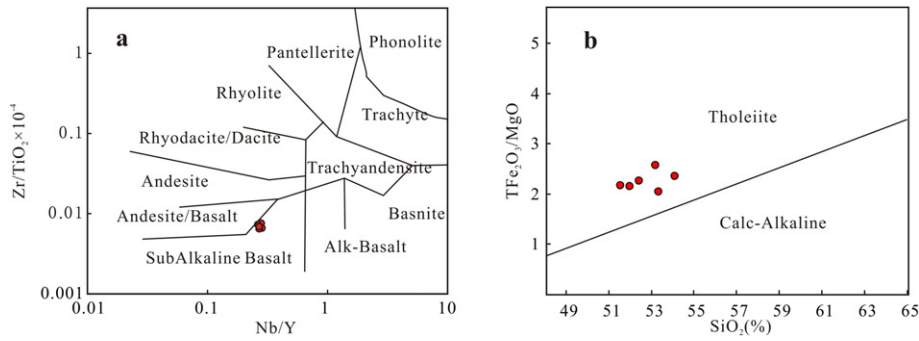 a
Phonolite
Pantellerite
Rhyolite
Trachyte
Rhyodacite/Dacite
Trachyandensite
Andesite
Andesite/Basalt
Basnite
SubAlkaline Basalt
Alk-Basalt
Zr/TiO₂×10⁻⁴
1
0.1
0.01
0.001
0.01
0.1
1
10
Nb/Y
b
Tholeiite
Calc-Alkaline
TFe₂O₃/MgO
5
4
3
2
1
49 51 53 55 57 59 61 63 65
SiO₂(%)